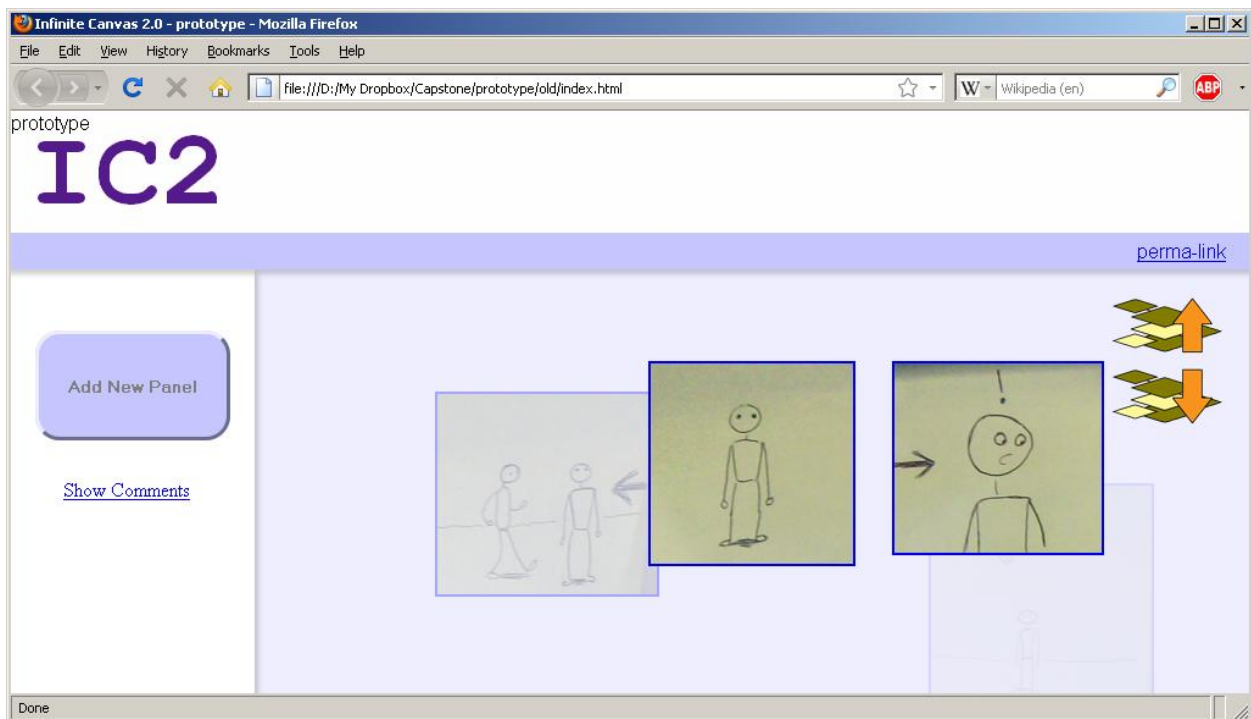 Infinite Canvas 2.0 - prototype - Mozilla Firefox
File Edit View History Bookmarks Tools Help
file:///D:/My Dropbox/Capstone/prototype/old/index.html
W Wikipedia (en)
ABP
prototype
IC2
perma-link
Add New Panel
Show Comments
!
Done